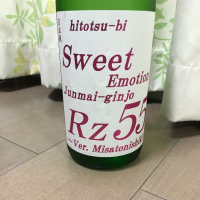 hitotsu-bi
Sweet
Emotion
Junmai-ginjo
Rz55
~Ver. Misatonishiki